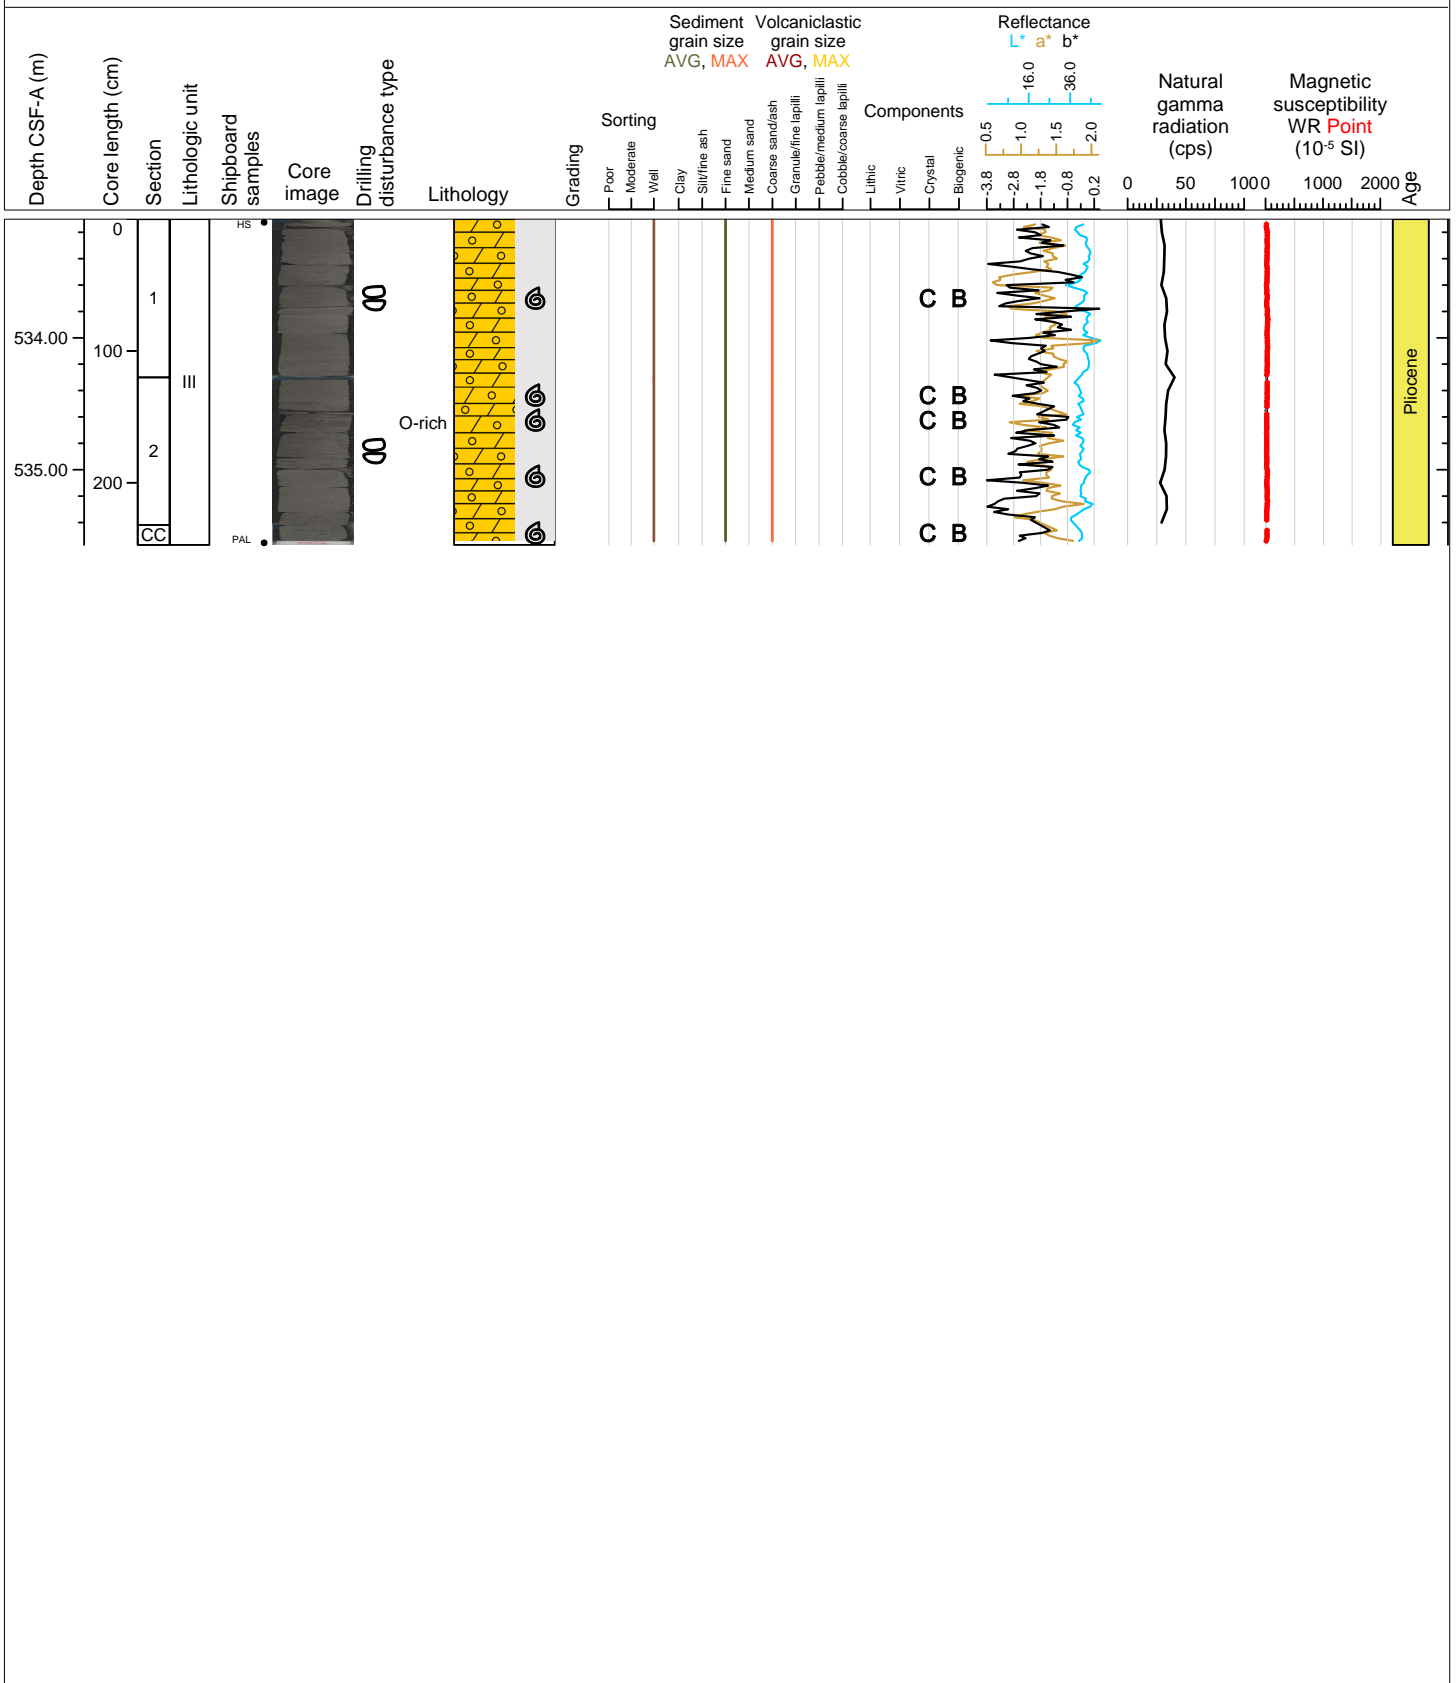 Depth CSF-A (m)
Core length (cm)
Section
Lithologic unit
Shipboard
samples
Core
image
Drilling
disturbance type
Lithology
Grading
Sorting
Poor
Moderate
Well
Sediment
grain size
AVG, MAX
Volcaniclastic
grain size
AVG, MAX
Clay
Silt/fine ash
Fine sand
Medium sand
Coarse sand/ash
Granule/fine lapilli
Pebble/medium lapilli
Cobble/coarse lapilli
Components
Lithic
Vitric
Crystal
Biogenic
Reflectance
L* a* b*
16.0 36.0
0.5 1.0 1.5 2.0
-3.8 -2.8 -1.8 -0.8 0.2
Natural
gamma
radiation
(cps)
0 50 100
Magnetic
susceptibility
WR Point
(10-5 SI)
0 1000 2000
Age
0
HS
1
C B
534.00
100
III
Pliocene
C B
O-rich
C B
2
535.00
200
C B
CC
C B
PAL